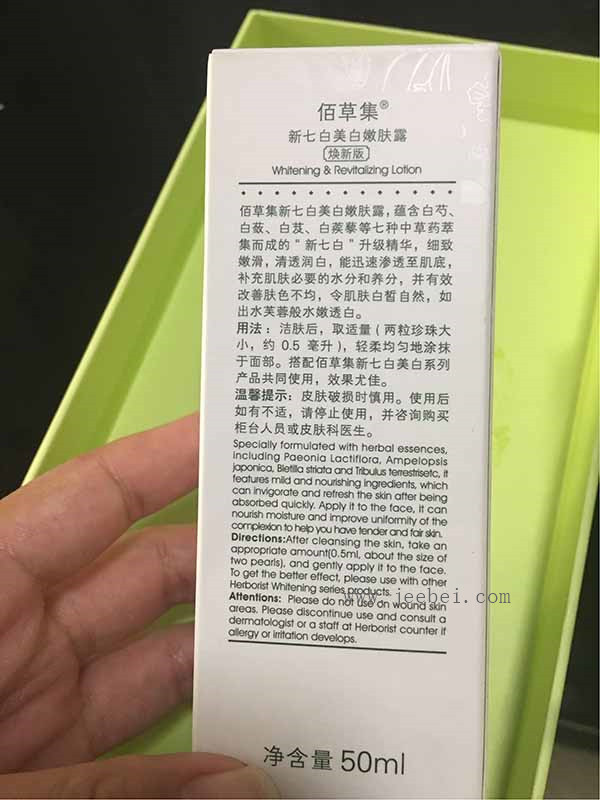 佰草集®
新七白美白嫩肤露
焕新版
Whitening & Revitalizing Lotion
佰草集新七白美白嫩肤露，蕴含白芍、
白蔹、白芨、白蒺藜等七种中草药萃
集而成的“新七白”升级精华，细致
嫩滑，清透润白，能迅速渗透至肌底，
补充肌肤必要的水分和养分，并有效
改善肤色不均，令肌肤白皙自然，如
出水芙蓉般水嫩透白。
用法：洁肤后，取适量（两粒珍珠大
小，约 0.5 毫升），轻柔均匀地涂抹
于面部。搭配佰草集新七白美白系列
产品共同使用，效果尤佳。
温馨提示：皮肤破损时慎用。使用后
如有不适，请停止使用，并咨询购买
柜台人员或皮肤科医生。
Specially formulated with herbal essences,
including Paeonia Lactiflora, Ampelopsis
japonica, Bletilla striata and Tribulus terrestrisetc, it
features mild and nourishing ingredients, which
can invigorate and refresh the skin after being
absorbed quickly. Apply it to the face, it can
nourish moisture and improve uniformity of the
complexion to help you have tender and fair skin.
Directions:After cleansing the skin, take an
appropriate amount(0.5ml, about the size of
two pearls), and gently apply it to the face.
To get the better effect, please use with other
Herborist Whitening series products.
www.jeebei.com
Attentions: Please do not use on wound skin
areas. Please discontinue use and consult a
dermatologist or a staff at Herborist counter if
allergy or irritation develops.
净含量 50ml